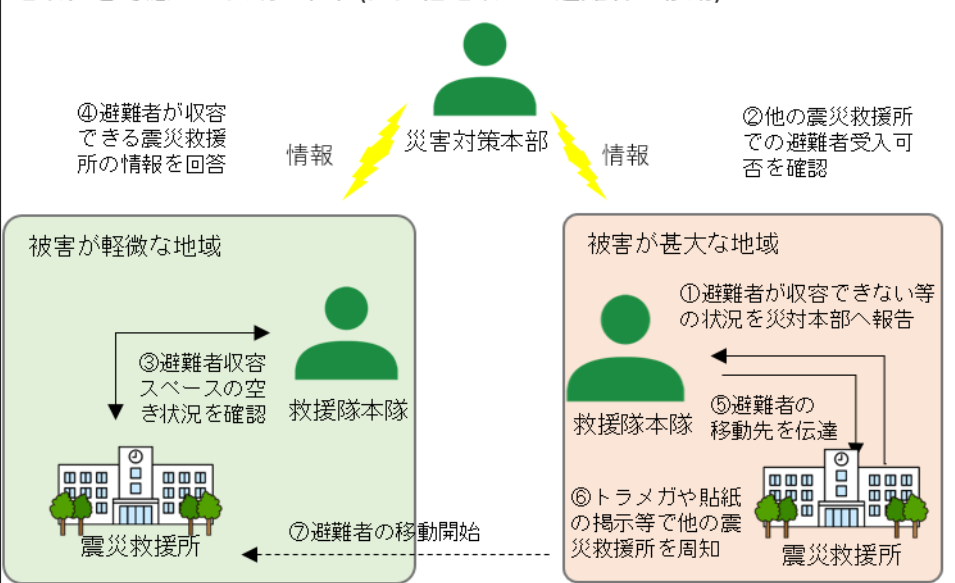 ④避難者が収容
できる震災救援
所の情報を回答
情報
災害対策本部
情報
②他の震災救援所
での避難者受入可
否を確認
被害が軽微な地域
③避難者収容
スペースの空
き状況を確認
救援隊本隊
震災救援所
⑦避難者の移動開始
被害が甚大な地域
①避難者が収容できない等
の状況を災対本部へ報告
救援隊本隊
⑤避難者の
移動先を伝達
⑥トラメガや貼紙
の掲示等で他の震
災救援所を周知
震災救援所